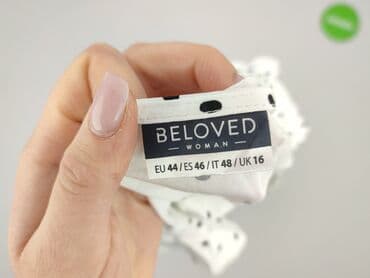 BELOVED
WOMAN
EU 44 / ES 46 / IT 48 / UK 16